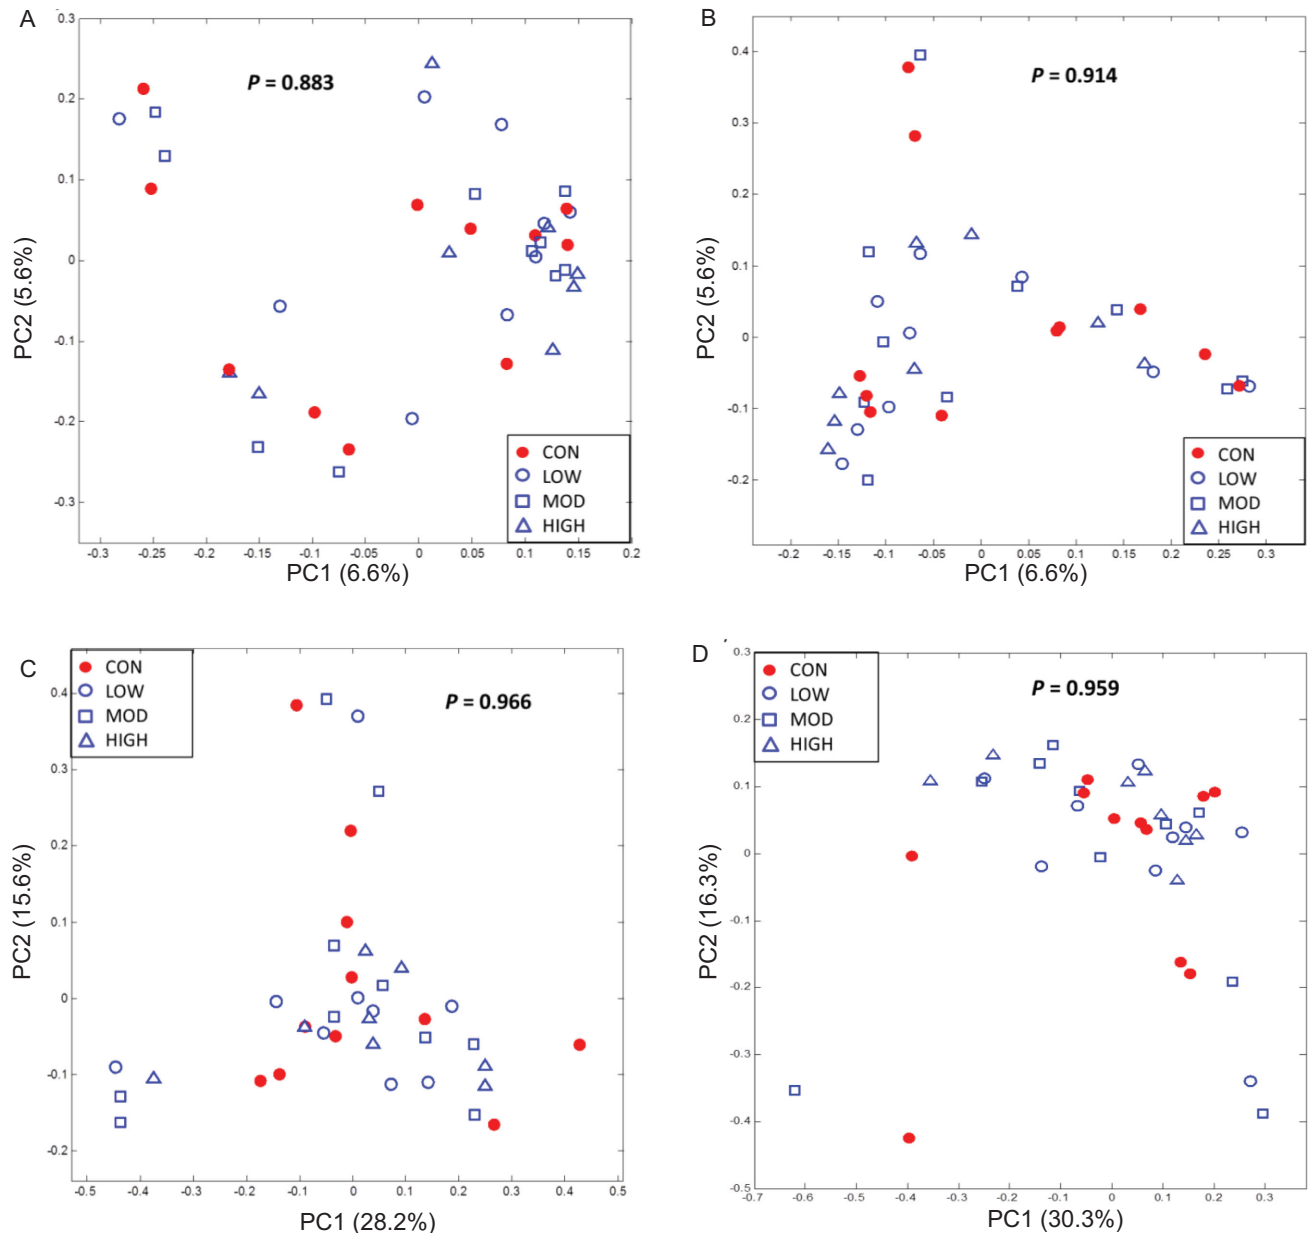 A
P = 0.883
0.3
0.2
0.1
0
-0.1
-0.2
-0.3
PC2 (5.6%)
CON
LOW
MOD
HIGH
-0.3 -0.25 -0.2 -0.15 -0.1 -0.05 0 0.05 0.1 0.15 0.2
PC1 (6.6%)
B
P = 0.914
0.4
0.3
0.2
0.1
0
-0.1
-0.2
PC2 (5.6%)
CON
LOW
MOD
HIGH
-0.2 -0.15 -0.1 -0.05 0 0.05 0.1 0.15 0.2 0.25 0.3
PC1 (6.6%)
C
CON
LOW
MOD
HIGH
P = 0.966
0.4
0.3
0.2
0.1
0
-0.1
-0.2
PC2 (15.6%)
-0.5 -0.4 -0.3 -0.2 -0.1 0 0.1 0.2 0.3 0.4 0.5
PC1 (28.2%)
D
CON
LOW
MOD
HIGH
P = 0.959
0.3
0.2
0.1
0
-0.1
-0.2
-0.3
-0.4
-0.5
PC2 (16.3%)
-0.7 -0.6 -0.5 -0.4 -0.3 -0.2 -0.1 0 0.1 0.2 0.3
PC1 (30.3%)